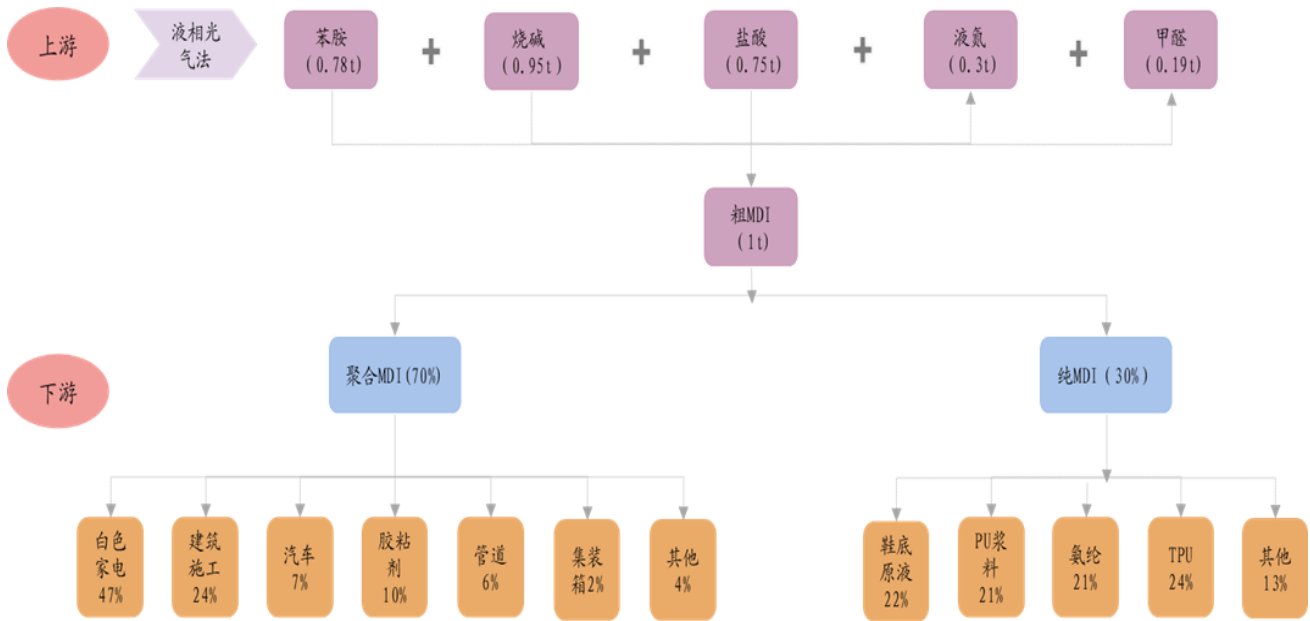 上游
液相光
气法
苯胺
(0.78t)
+
烧碱
(0.95t)
+
盐酸
(0.75t)
+
液氮
(0.3t)
+
甲醛
(0.19t)
粗MDI
(1t)
下游
聚合MDI(70%)
纯MDI(30%)
白色
家电
47%
建筑
施工
24%
汽车
7%
胶粘
剂
10%
管道
6%
集装
箱2%
其他
4%
鞋底
原液
22%
PU浆
料
21%
氨纶
21%
TPU
24%
其他
13%